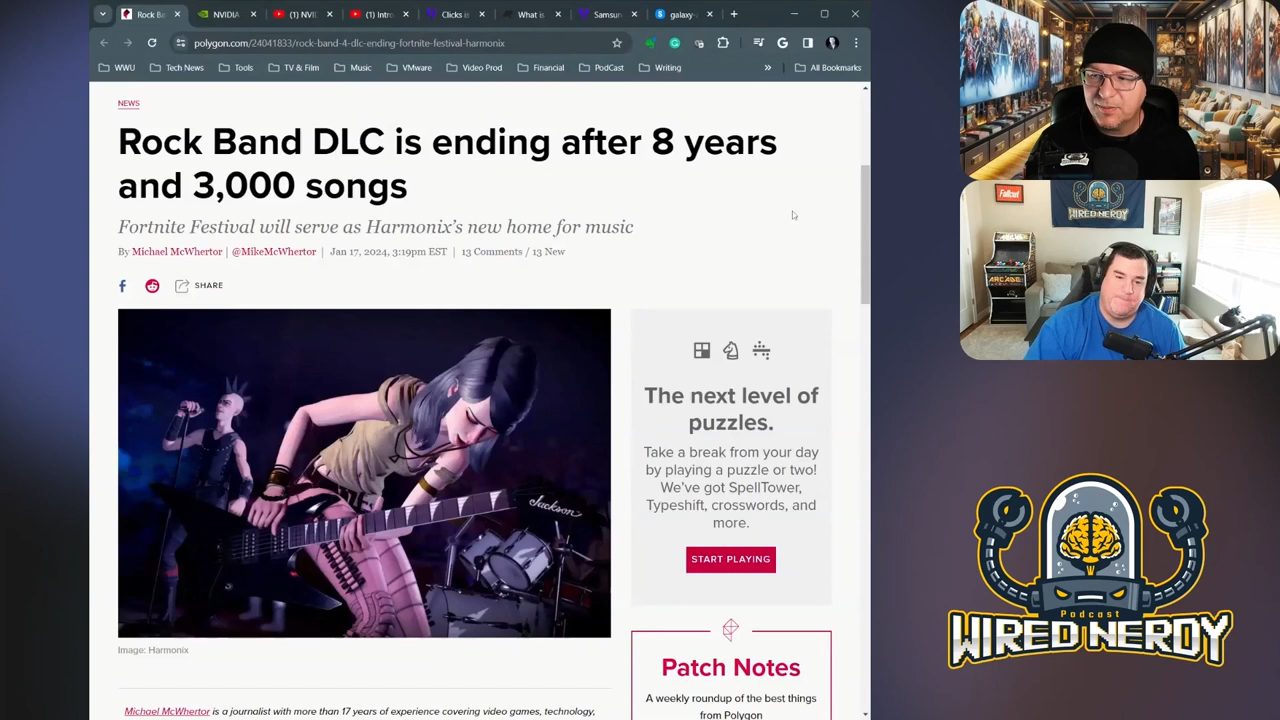 Rock Ba
NVIDIA
(1) NVI
(1) Intr
Clicks i
What is
Samsun
galaxy-
polygon.com/24041833/rock-band-4-dlc-ending-fortnite-festival-harmonix
WWU
Tech News
Tools
TV & Film
Music
VMware
Video Prod
Financial
PodCast
Writing
»
All Bookmarks
NEWS
Rock Band DLC is ending after 8 years
and 3,000 songs
Fortnite Festival will serve as Harmonix's new home for music
By Michael McWhertor | @MikeMcWhertor | Jan 17, 2024, 3:19pm EST | 13 Comments / 13 New
SHARE
Jackson
Image: Harmonix
Michael McWhertor is a journalist with more than 17 years of experience covering video games, technology,
The next level of
puzzles.
Take a break from your day
by playing a puzzle or two!
We've got SpellTower,
Typeshift, crosswords, and
more.
START PLAYING
Patch Notes
A weekly roundup of the best things
from Polygon
Fallout
WIRED NERDY
ARCADE
Podcast
WIRED NERDY